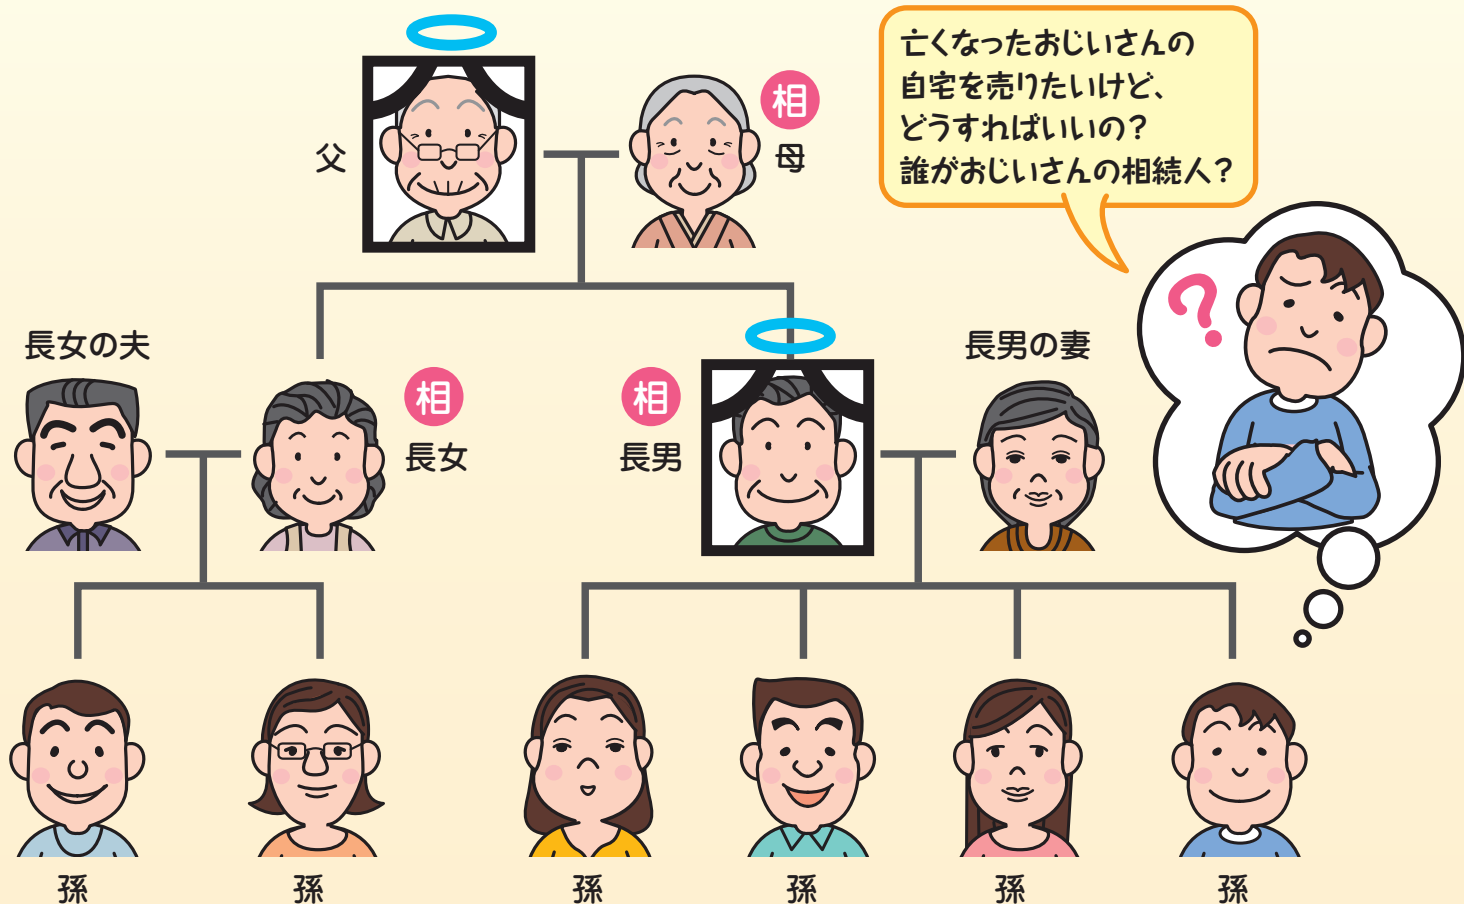 亡くなったおじいさんの
自宅を売りたいけど、
どうすればいいの？
誰がおじいさんの相続人？
父
相
母
長女の夫
相
長女
相
長男
長男の妻
?
孫
孫
孫
孫
孫
孫